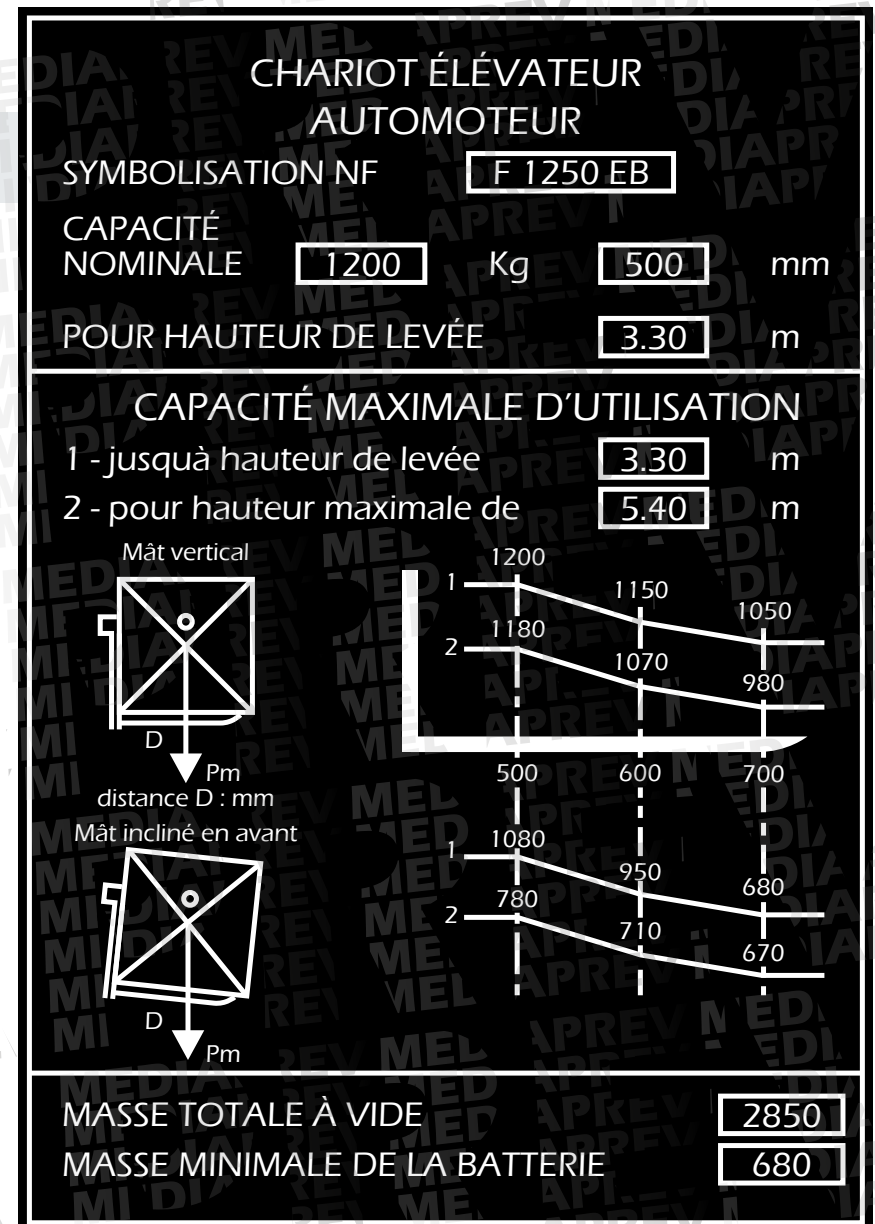 CHARIOT ÉLÉVATEUR
AUTOMOTEUR
SYMBOLISATION NF F 1250 EB
CAPACITÉ
NOMINALE 1200 Kg 500 mm
POUR HAUTEUR DE LEVÉE 3.30 m
CAPACITÉ MAXIMALE D'UTILISATION
1 - jusquà hauteur de levée 3.30 m
2 - pour hauteur maximale de 5.40 m
Mât vertical
D
Pm
distance D : mm
1200
1 1150
1050
1180
2 1070
980
500 600 700
Mât incliné en avant
D
Pm
1080
1 950
680
780
2 710
670
MASSE TOTALE À VIDE 2850
MASSE MINIMALE DE LA BATTERIE 680